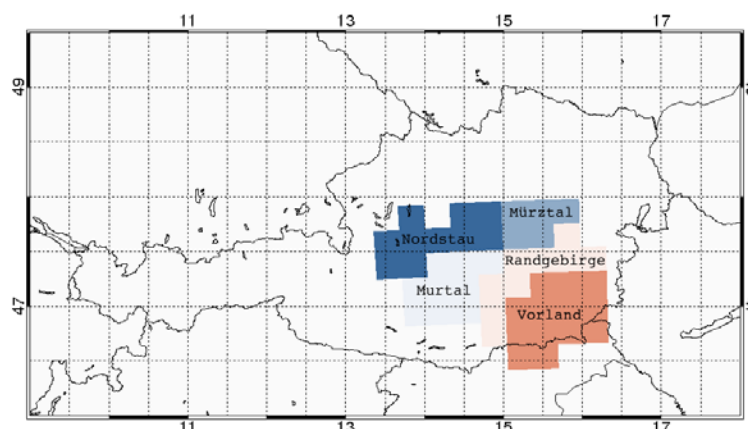 11 13 15 17
49
Mürztal
Nordstau
Randgebirge
Murtal
47
Vorland
11 13 15 17